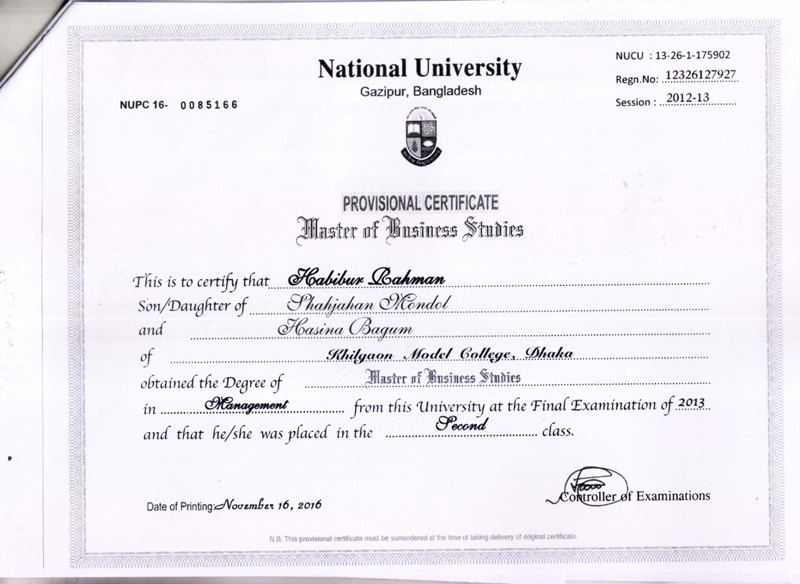 National University
Gazipur, Bangladesh
NUCU : 13-26-1-175902
Regn.No: 12326127927
Session : 2012-13
NUPC 16- 0085166
PROVISIONAL CERTIFICATE
Master of Business Studies
This is to certify that Habibur Rahman
Son/Daughter of Shahjahan Mondol
and Hasina Bagum
of Khilgaon Model College, Dhaka
obtained the Degree of Master of Business Studies
in Management from this University at the Final Examination of 2013
and that he/she was placed in the Second class.
Controller of Examinations
Date of Printing: November 16, 2016
N.B. This provisional certificate must be surrendered at the time of taking delivery of original certificate.